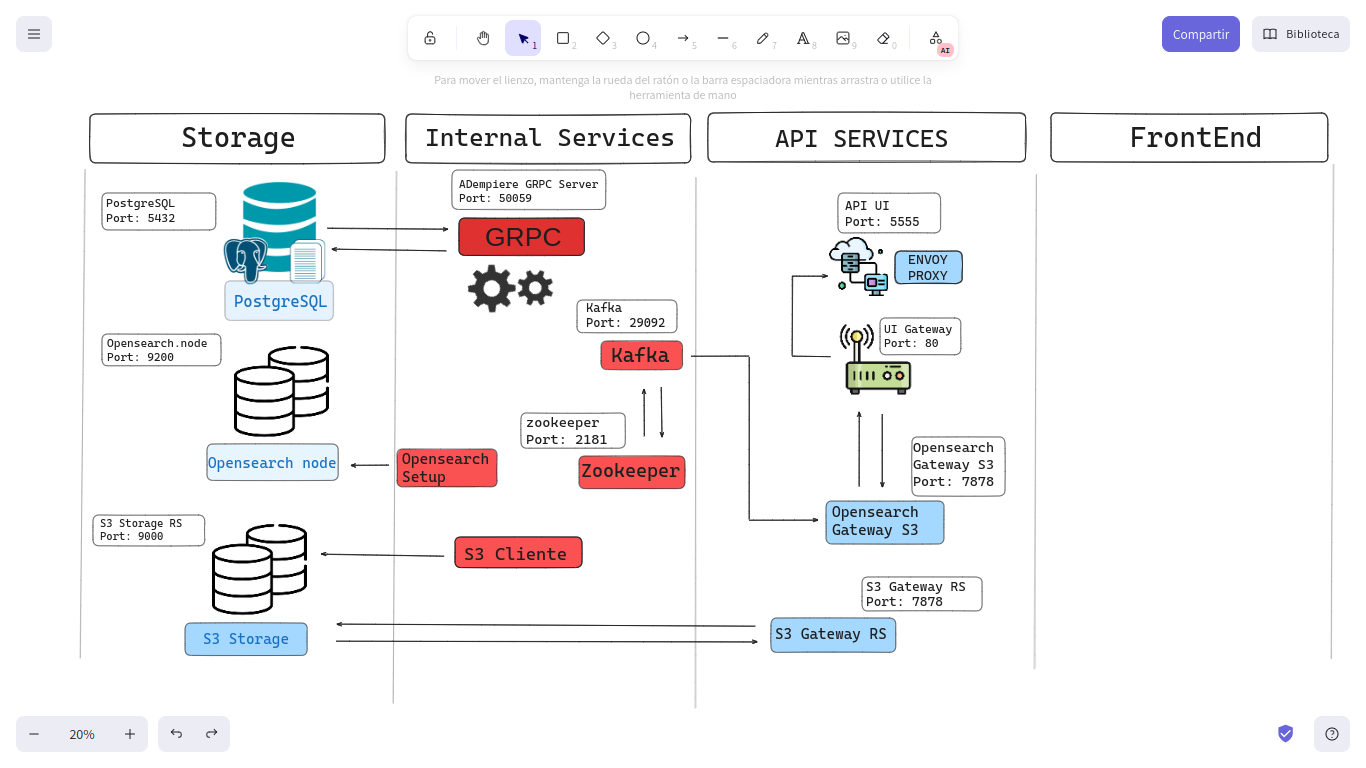 1
2
3
4
5
6
7
8
9
0
AI
Compartir
Biblioteca
Para mover el lienzo, mantenga la rueda del ratón o la barra espaciadora mientras arrastra o utilice la
herramienta de mano
Storage
Internal Services
API SERVICES
FrontEnd
PostgreSQL
Port: 5432
PostgreSQL
Opensearch.node
Port: 9200
Opensearch node
S3 Storage RS
Port: 9000
S3 Storage
ADempiere GRPC Server
Port: 50059
GRPC
Kafka
Port: 29092
Kafka
zookeeper
Port: 2181
Zookeeper
Opensearch
Setup
S3 Cliente
API UI
Port: 5555
ENVOY
PROXY
UI Gateway
Port: 80
Opensearch
Gateway S3
Port: 7878
Opensearch
Gateway S3
S3 Gateway RS
Port: 7878
S3 Gateway RS
20%